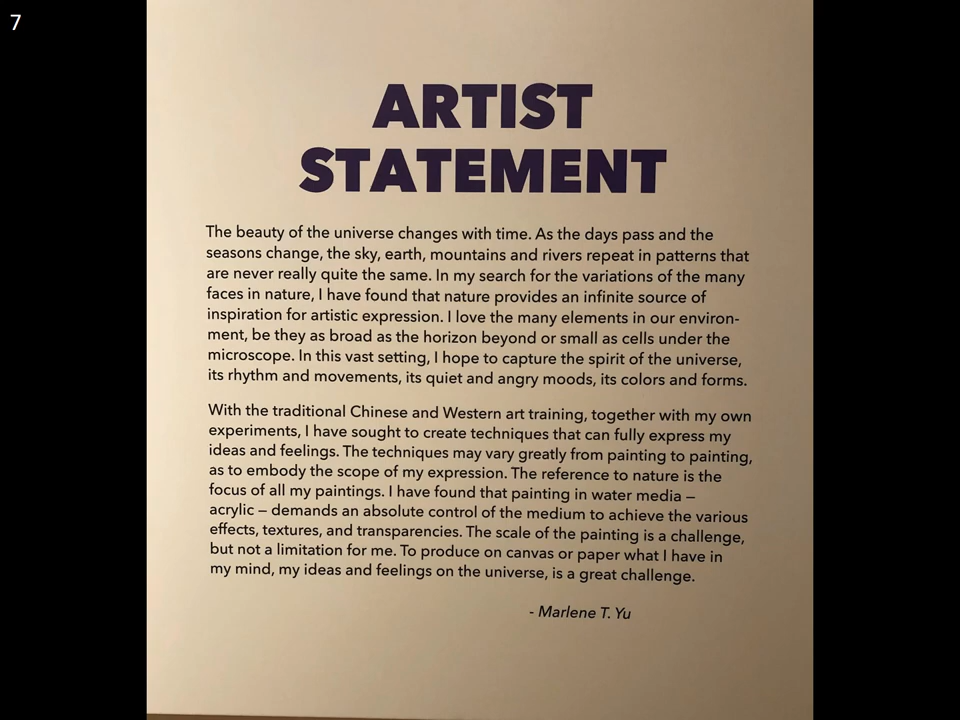 7
ARTIST
STATEMENT
The beauty of the universe changes with time. As the days pass and the
seasons change, the sky, earth, mountains and rivers repeat in patterns that
are never really quite the same. In my search for the variations of the many
faces in nature, I have found that nature provides an infinite source of
inspiration for artistic expression. I love the many elements in our environ-
ment, be they as broad as the horizon beyond or small as cells under the
microscope. In this vast setting, I hope to capture the spirit of the universe,
its rhythm and movements, its quiet and angry moods, its colors and forms.
With the traditional Chinese and Western art training, together with my own
experiments, I have sought to create techniques that can fully express my
ideas and feelings. The techniques may vary greatly from painting to painting,
as to embody the scope of my expression. The reference to nature is the
focus of all my paintings. I have found that painting in water media –
acrylic – demands an absolute control of the medium to achieve the various
effects, textures, and transparencies. The scale of the painting is a challenge,
but not a limitation for me. To produce on canvas or paper what I have in
my mind, my ideas and feelings on the universe, is a great challenge.
- Marlene T. Yu